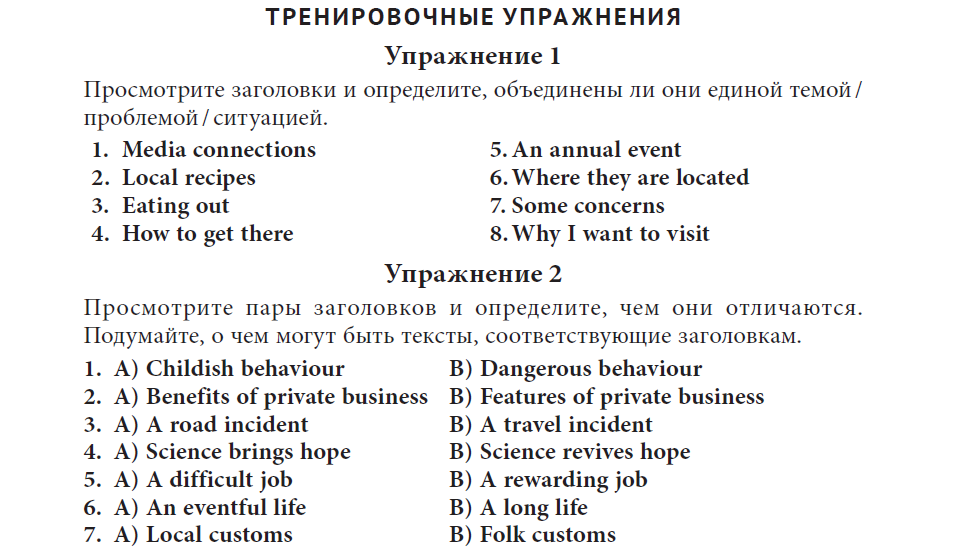 ТРЕНИРОВОЧНЫЕ УПРАЖНЕНИЯ
Упражнение 1
Просмотрите заголовки и определите, объединены ли они единой темой /
проблемой / ситуацией.
1. Media connections
2. Local recipes
3. Eating out
4. How to get there
5. An annual event
6. Where they are located
7. Some concerns
8. Why I want to visit
Упражнение 2
Просмотрите пары заголовков и определите, чем они отличаются.
Подумайте, о чем могут быть тексты, соответствующие заголовкам.
1. A) Childish behaviour B) Dangerous behaviour
2. A) Benefits of private business B) Features of private business
3. A) A road incident B) A travel incident
4. A) Science brings hope B) Science revives hope
5. A) A difficult job B) A rewarding job
6. A) An eventful life B) A long life
7. A) Local customs B) Folk customs